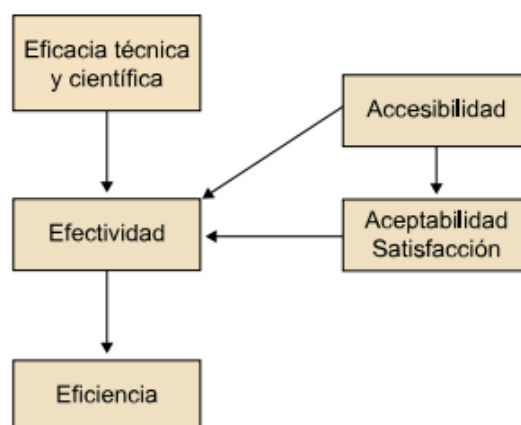 Eficacia técnica
y científica
Accesibilidad
Efectividad
Aceptabilidad
Satisfacción
Eficiencia